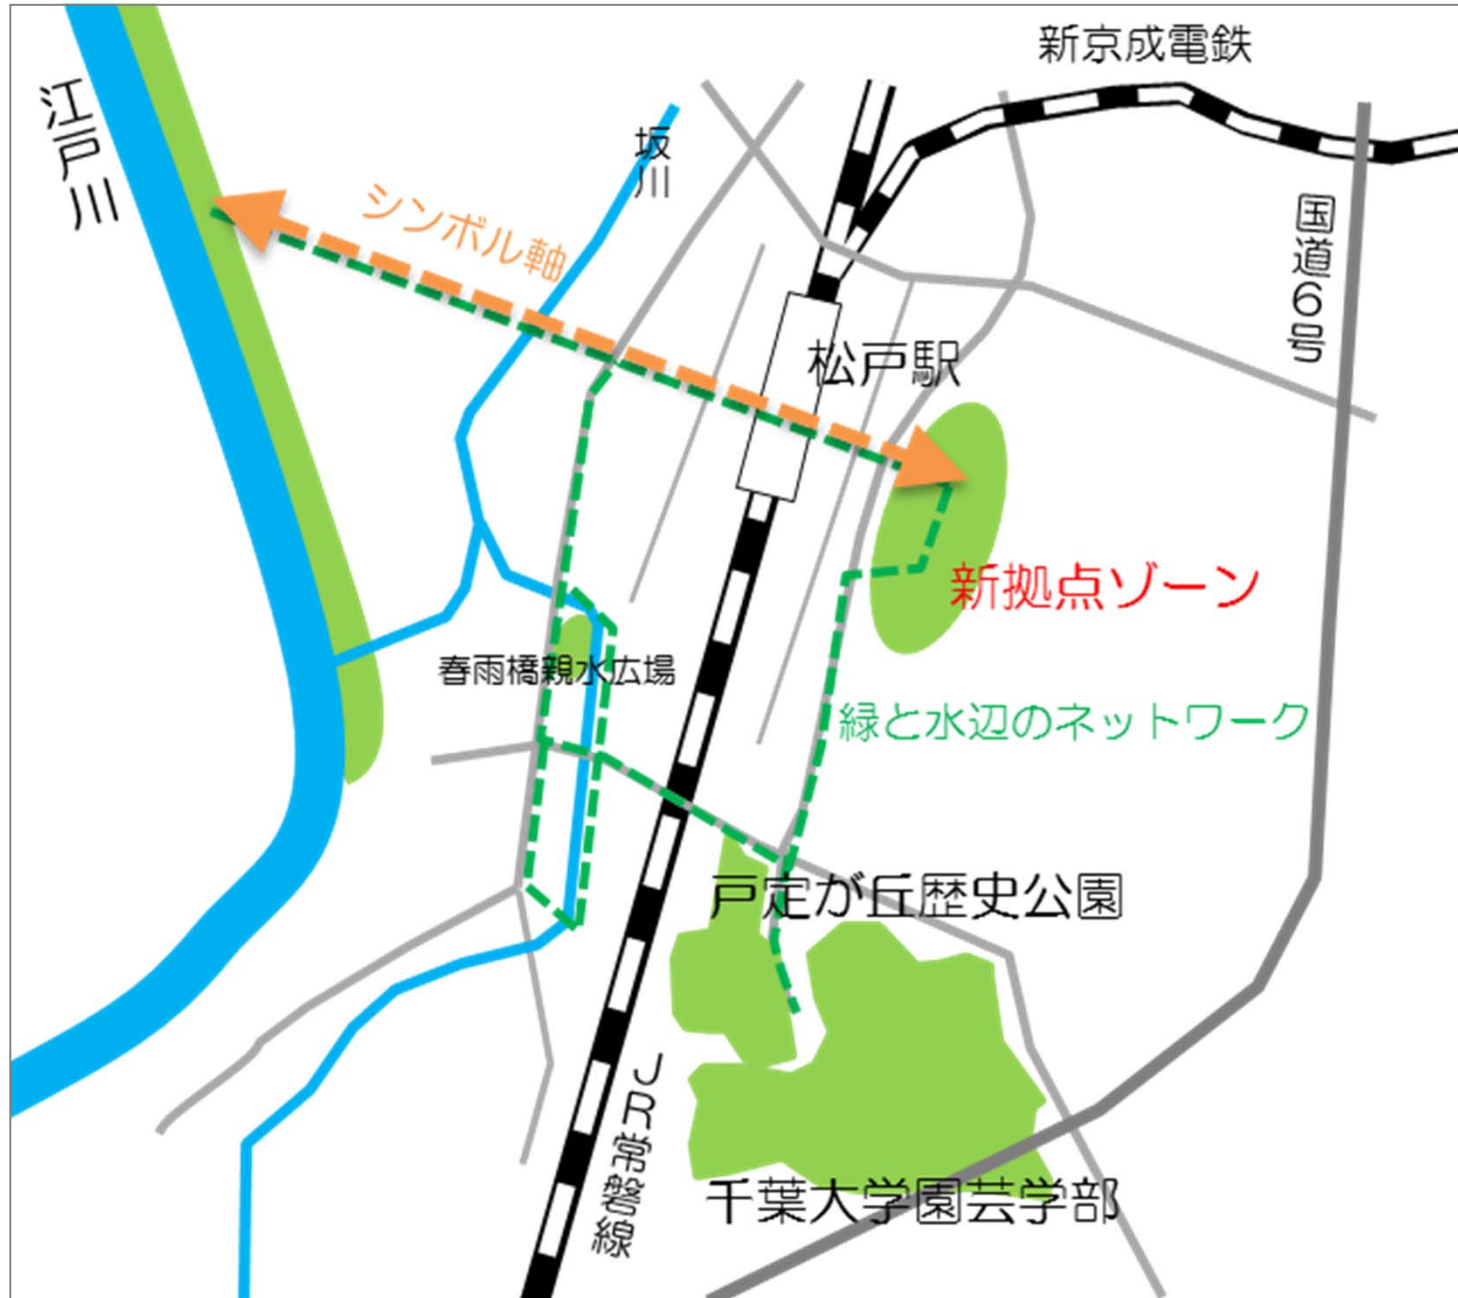 新京成電鉄
江戸川
坂川
シンボル軸
国道6号
松戸駅
新拠点ゾーン
春雨橋親水広場
緑と水辺のネットワーク
戸定が丘歴史公園
JR常磐線
千葉大学園芸学部